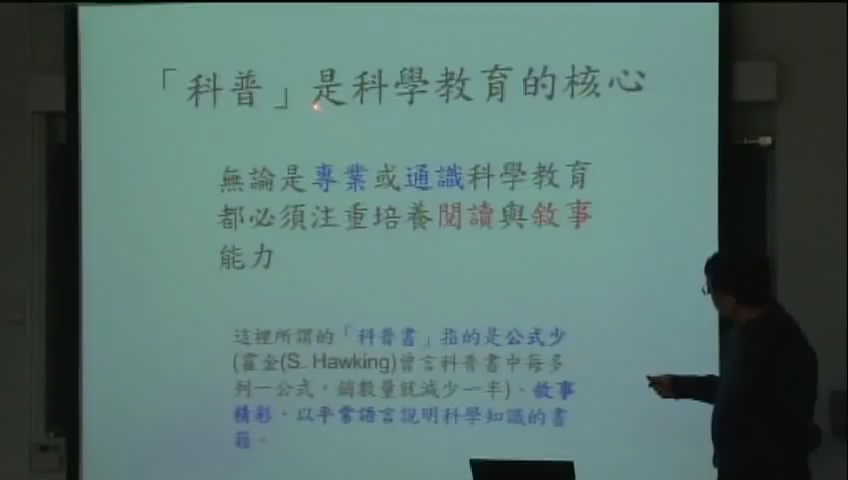 「科普」是科學教育的核心
無論是專業或通識科學教育
都必須注重培養閱讀與敘事
能力
這裡所謂的「科普書」指的是公式少
(霍金(S. Hawking)曾言科普書中每多
列一公式，銷數量就減少一半)、敘事
精彩、以平常語言說明科學知識的書
籍。